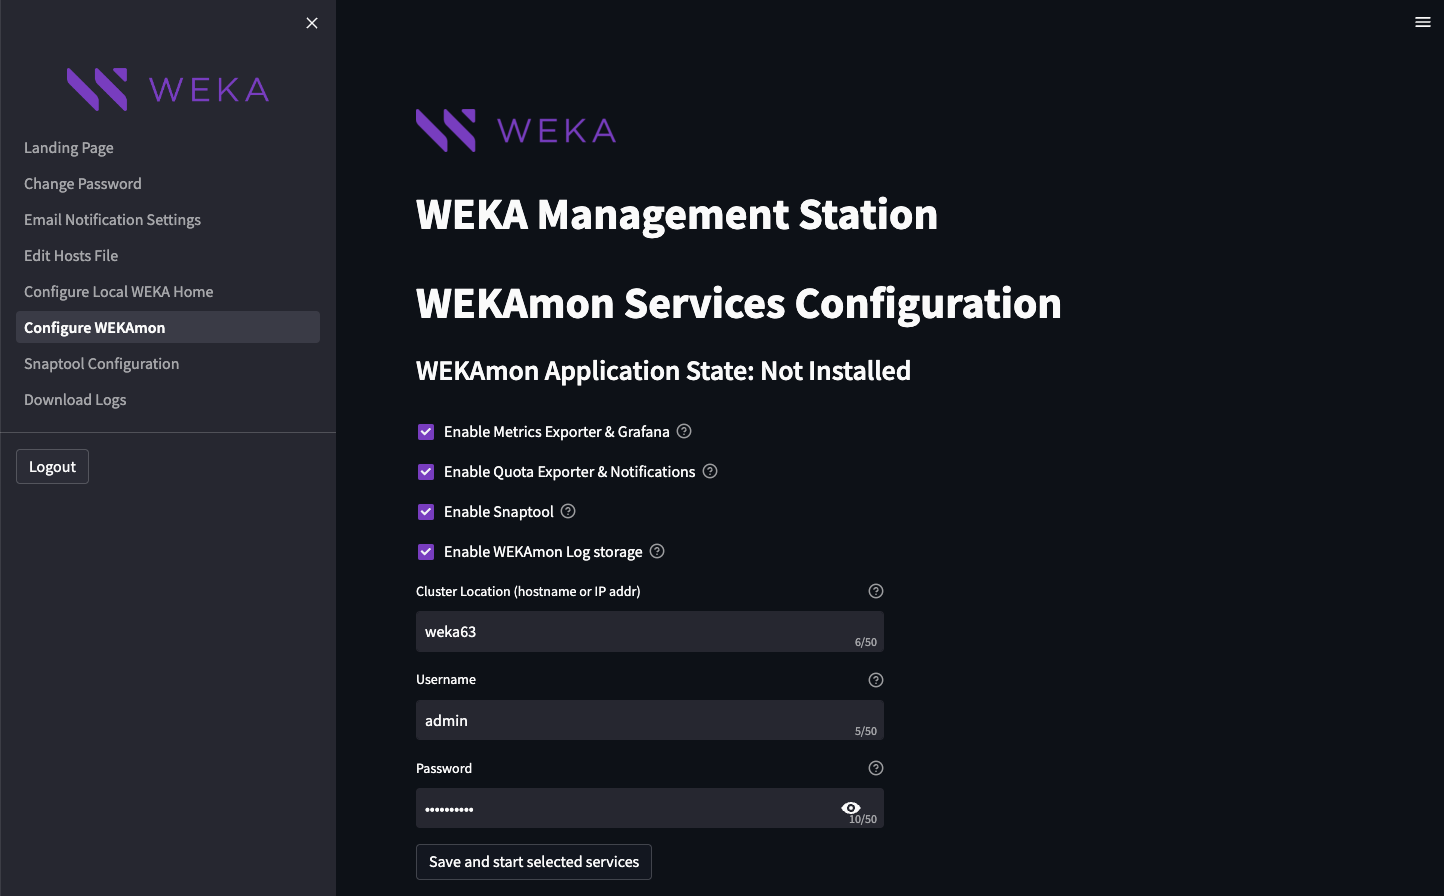 WEKA
Landing Page
Change Password
Email Notification Settings
Edit Hosts File
Configure Local WEKA Home
Configure WEKAmon
Snaptool Configuration
Download Logs
Logout
WEKA
WEKA Management Station
WEKAmon Services Configuration
WEKAmon Application State: Not Installed
Enable Metrics Exporter & Grafana
Enable Quota Exporter & Notifications
Enable Snaptool
Enable WEKAmon Log storage
Cluster Location (hostname or IP addr)
weka63
6/50
Username
admin
5/50
Password
••••••••••
10/50
Save and start selected services